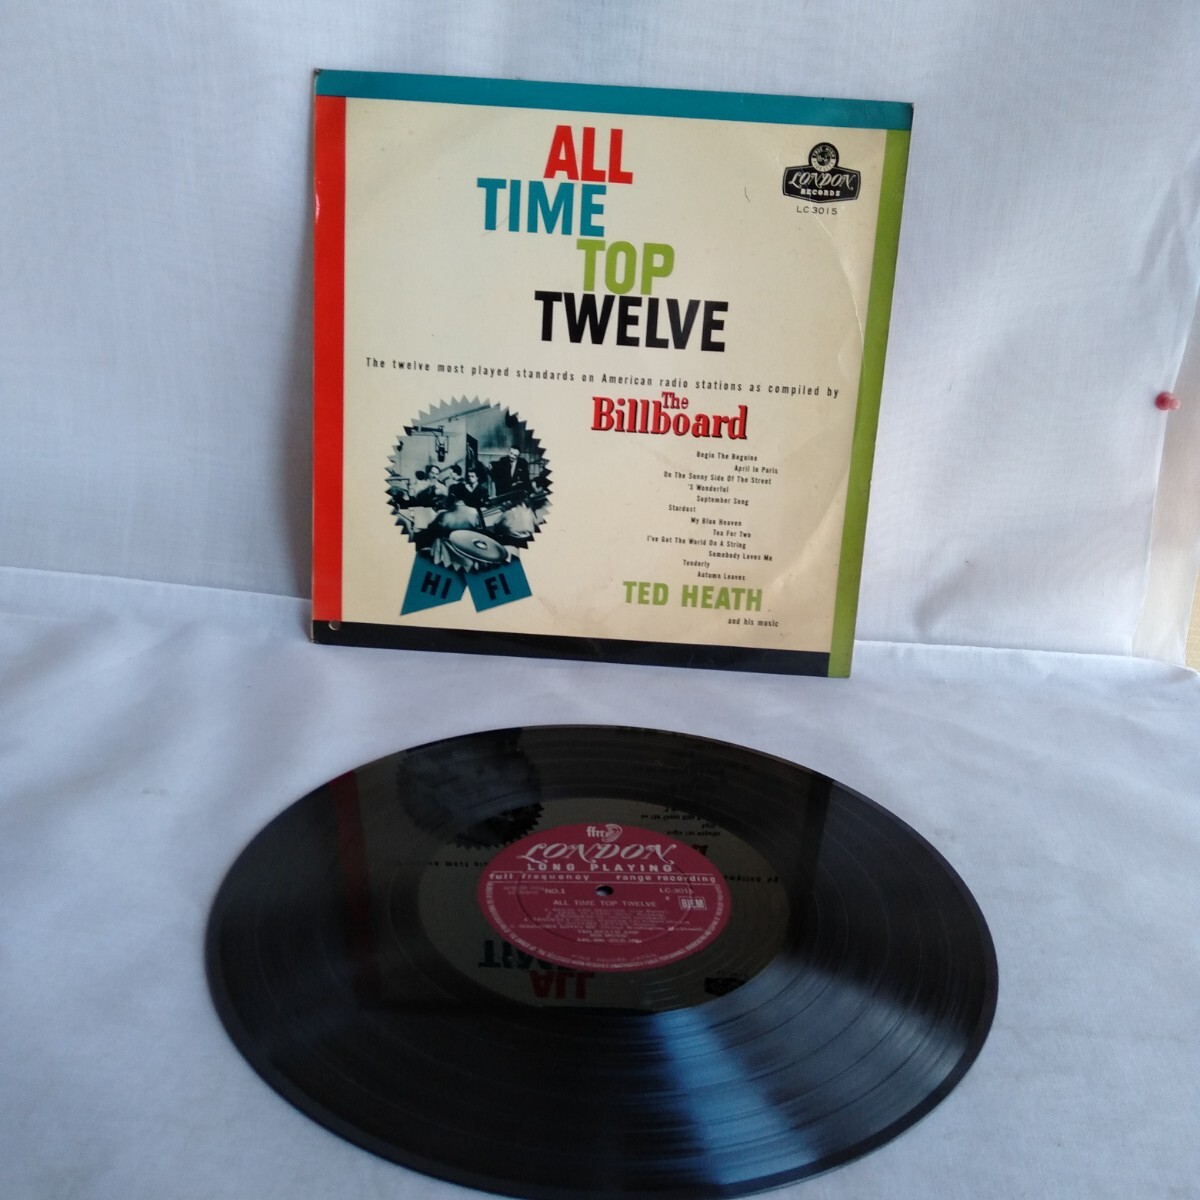 ALL
TIME
TOP
TWELVE
LONDON
RECORDS
LC 3015
The twelve most played standards on American radio stations as compiled by
The
Billboard
Begin The Beguine
April In Paris
On The Sunny Side Of The Street
'S Wonderful
September Song
Stardust
My Blue Heaven
Tea For Two
I've Got The World On A String
Somebody Loves Me
Tenderly
Autumn Leaves
HI FI
TED HEATH
and his music
ffrr
LONDON
LONG PLAYING
full frequency range recording
NO.1 LC-3015
BIEM
ALL TIME TOP TWELVE